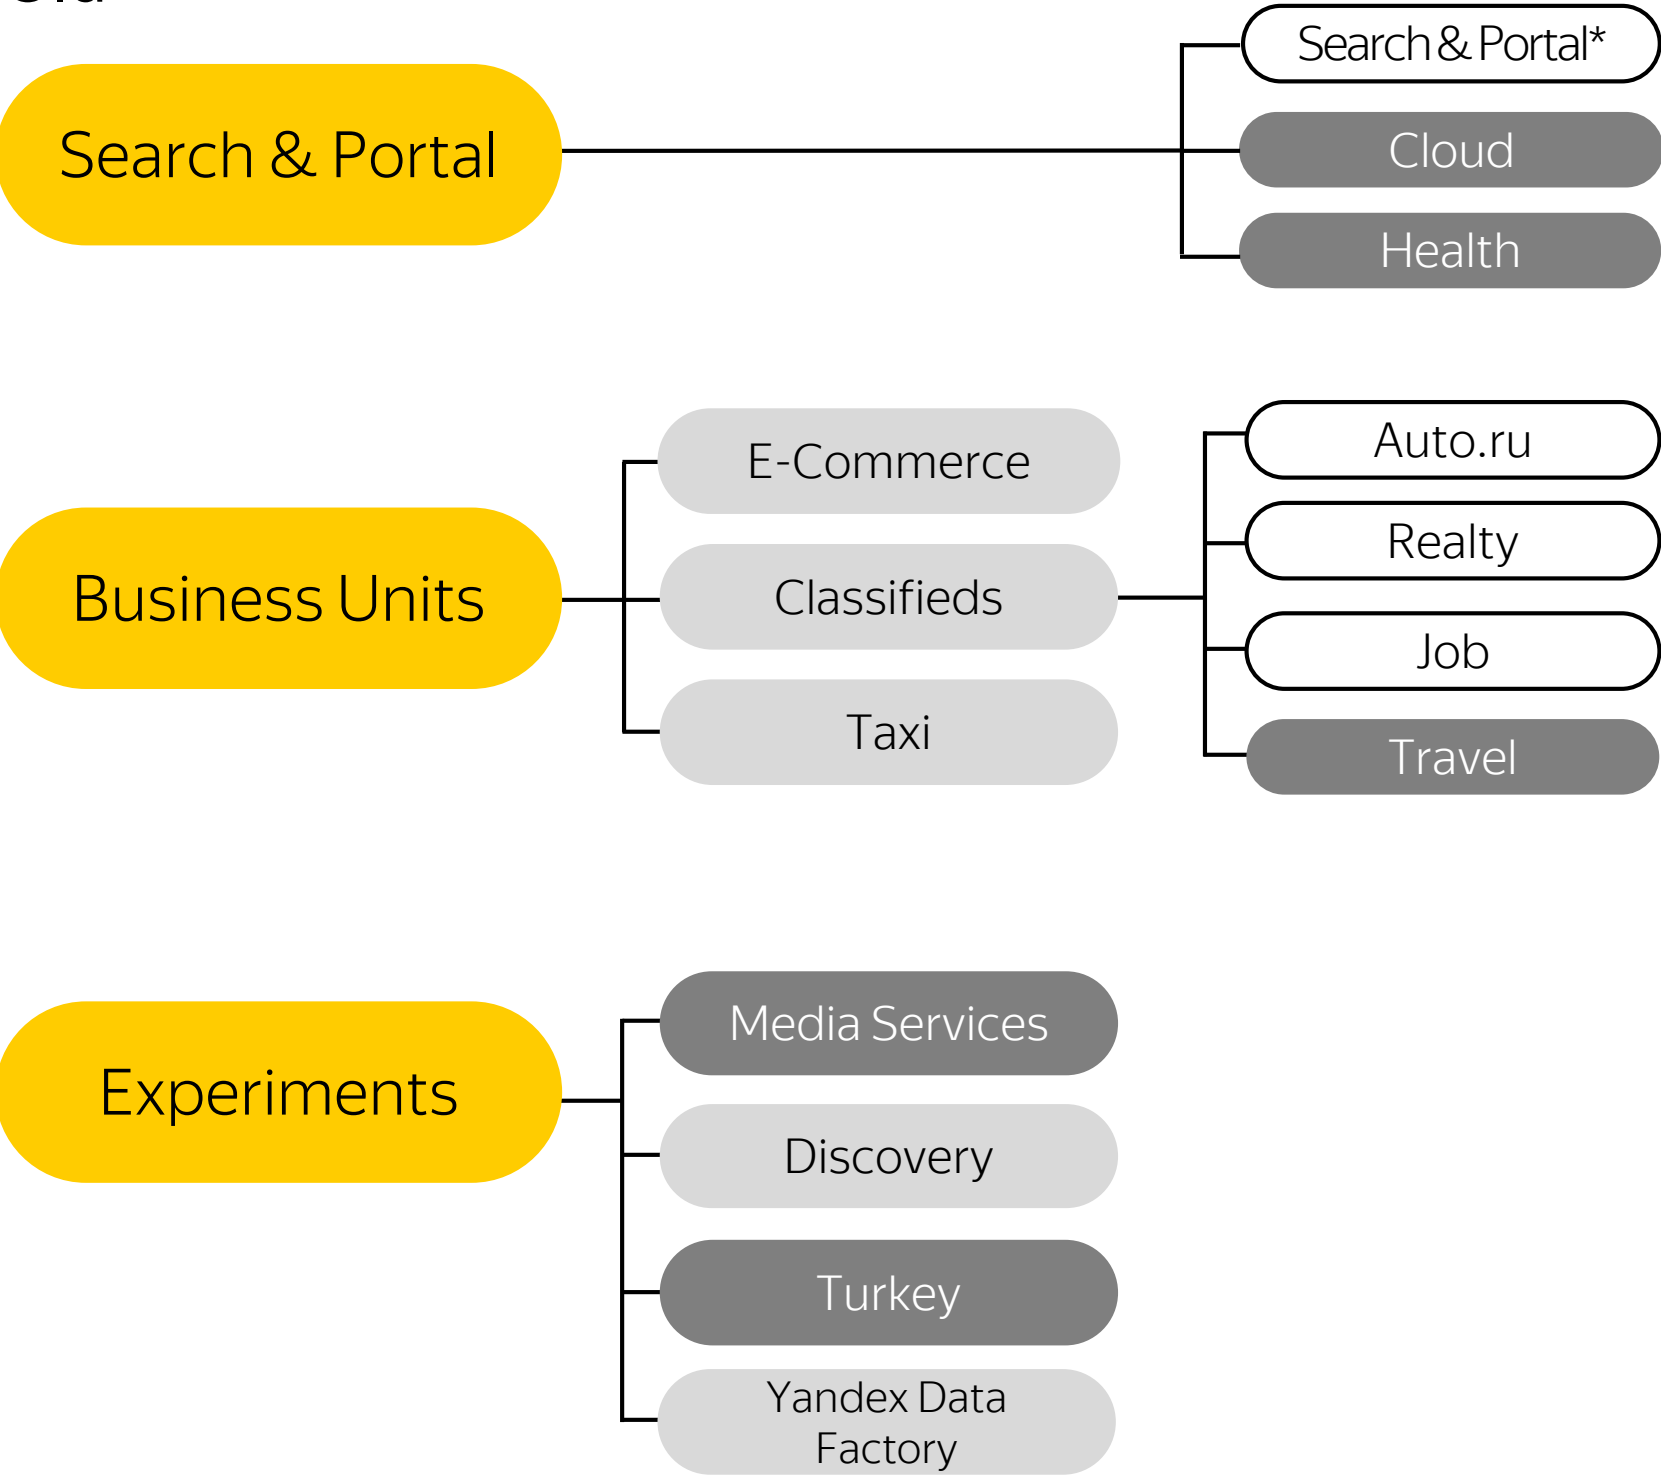 Search & Portal*
Search & Portal
Cloud
Health
Auto.ru
E-Commerce
Realty
Business Units
Classifieds
Job
Taxi
Travel
Media Services
Experiments
Discovery
Turkey
Yandex Data
Factory